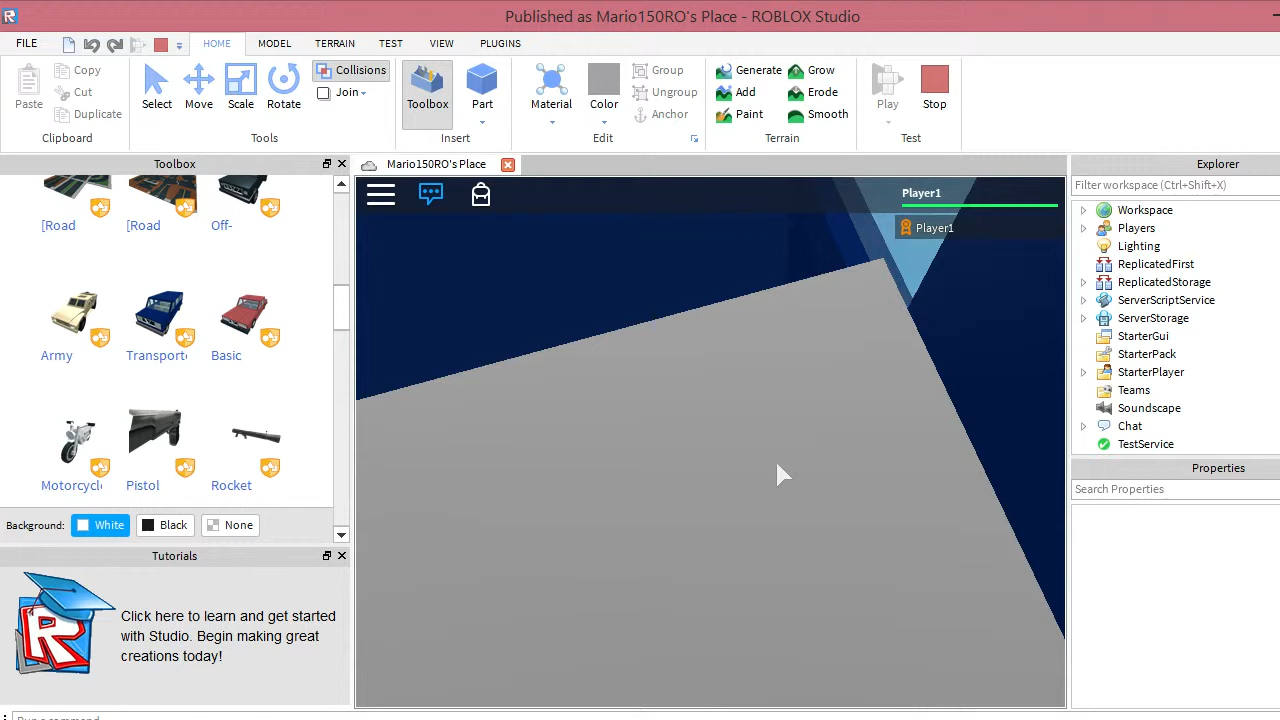 Published as Mario150RO's Place - ROBLOX Studio
FILE HOME MODEL TERRAIN TEST VIEW PLUGINS
Paste Copy Cut Duplicate
Clipboard
Select Move Scale Rotate Collisions Join
Tools
Toolbox Part
Insert
Material Color Group Ungroup Anchor
Edit
Generate Grow
Add Erode
Paint Smooth
Terrain
Play Stop
Test
Toolbox
[Road [Road Off-
Army Transporte Basic
Motorcycl Pistol Rocket
Background: White Black None
Tutorials
Click here to learn and get started
with Studio. Begin making great
creations today!
Mario150RO's Place
Player1
Player1
Explorer
Filter workspace (Ctrl+Shift+X)
Workspace
Players
Lighting
ReplicatedFirst
ReplicatedStorage
ServerScriptService
ServerStorage
StarterGui
StarterPack
StarterPlayer
Teams
Soundscape
Chat
TestService
Properties
Search Properties